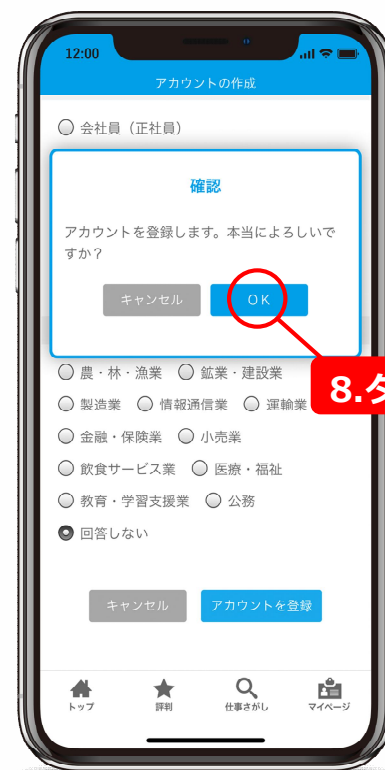 12:00
アカウントの作成
会社員（正社員）
確認
アカウントを登録します。本当によろしいで
すか？
キャンセル OK
農・林・漁業 鉱業・建設業
製造業 情報通信業 運輸業
8.タ
金融・保険業 小売業
飲食サービス業 医療・福祉
教育・学習支援業 公務
回答しない
キャンセル アカウントを登録
トップ 評判 仕事さがし マイページ